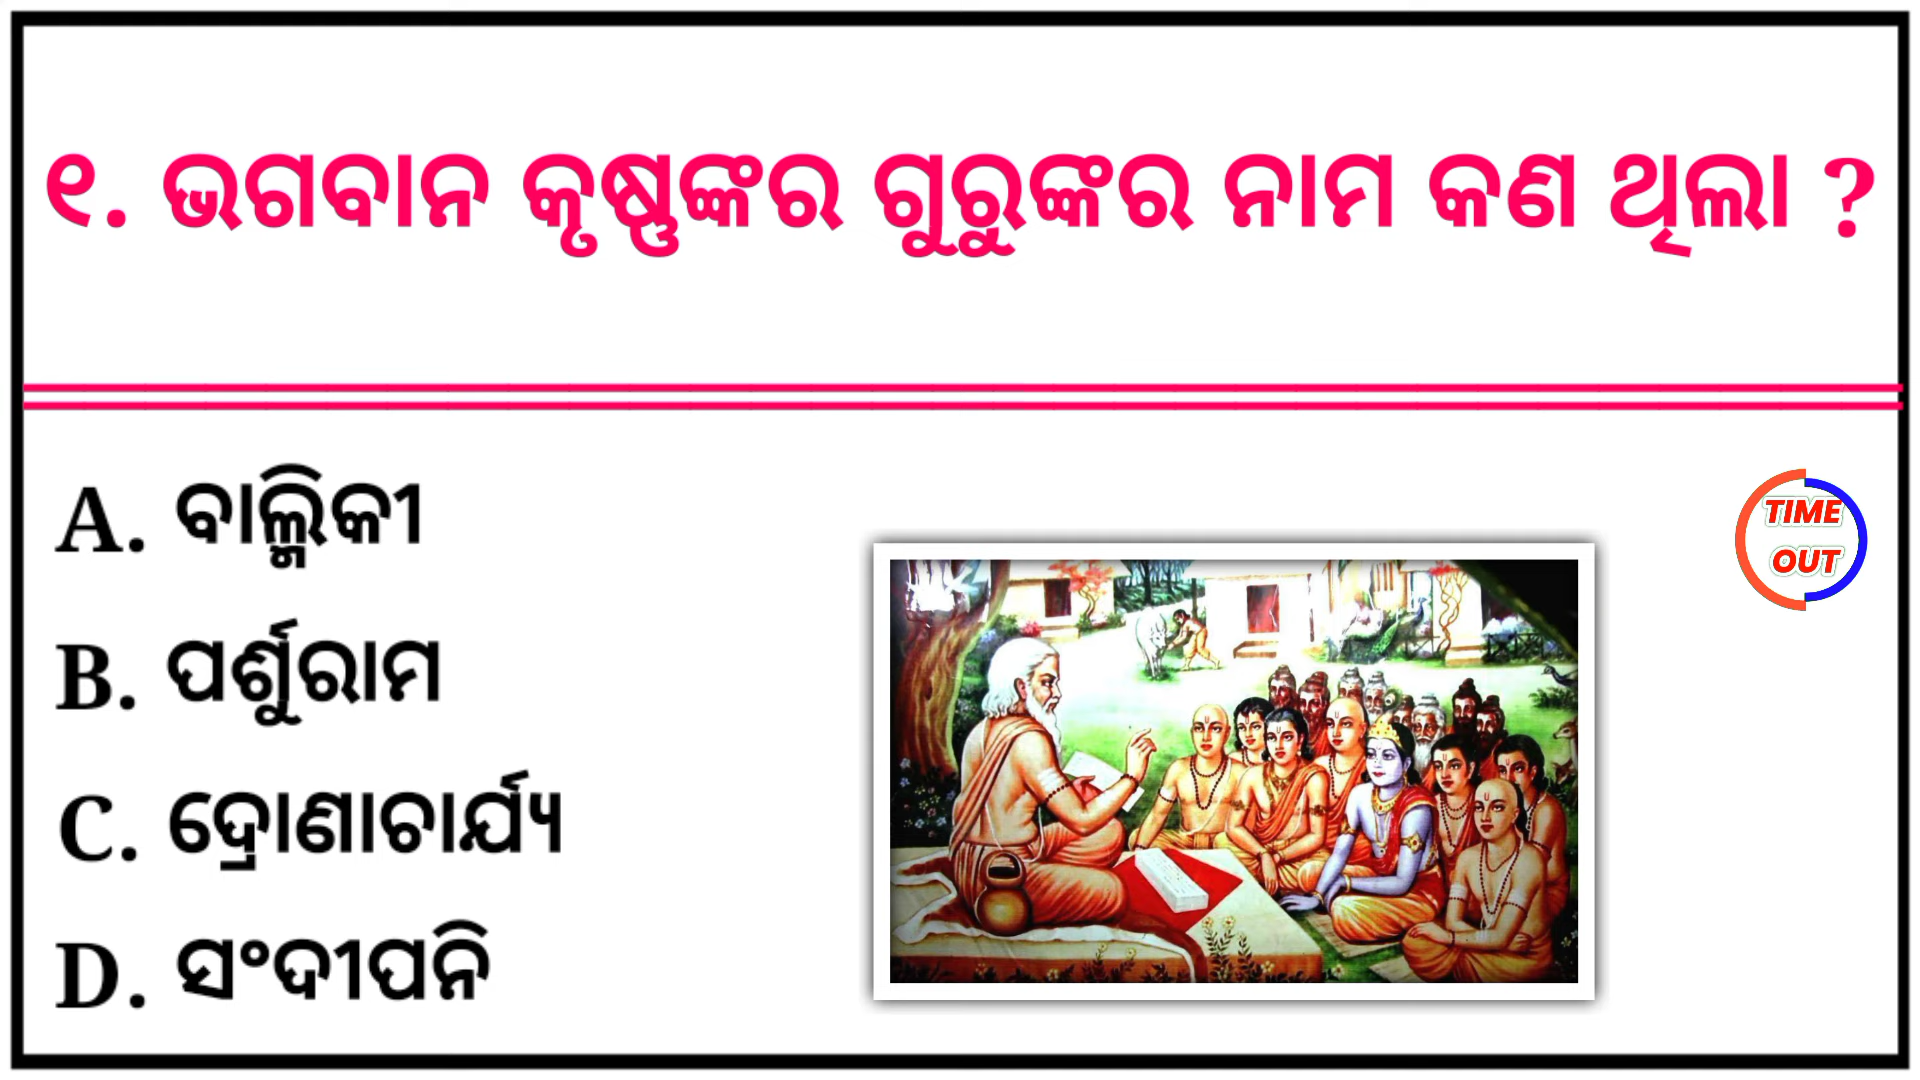 ୧. ଭଗବାନ କୃଷ୍ଣଙ୍କର ଗୁରୁଙ୍କର ନାମ କଣ ଥିଲା ?
A. ବାଲ୍ମିକୀ
B. ପର୍ଶୁରାମ
C. ଦ୍ରୋଣାଚାର୍ଯ୍ୟ
D. ସଂଦୀପନି
TIME
OUT